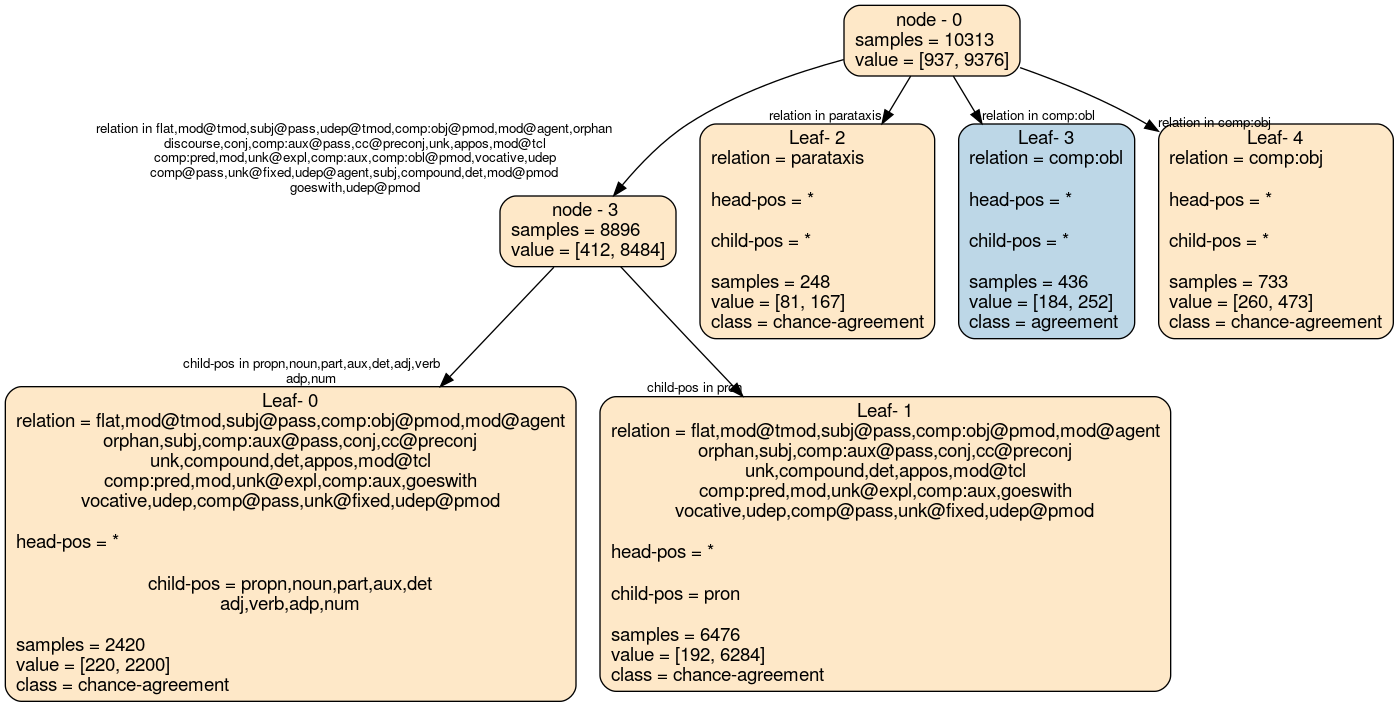 node - 0
samples = 10313
value = [937, 9376]
relation in flat,mod@tmod,subj@pass,udep@tmod,comp:obj@pmod,mod@agent,orphan
discourse,conj,comp:aux@pass,cc@preconj,unk,appos,mod@tcl
comp:pred,mod,unk@expl,comp:aux,comp:obl@pmod,vocative,udep
comp@pass,unk@fixed,udep@agent,subj,compound,det,mod@pmod
goeswith,udep@pmod
relation in parataxis
relation in comp:obl
relation in comp:obj
node - 3
samples = 8896
value = [412, 8484]
Leaf- 2
relation = parataxis
head-pos = *
child-pos = *
samples = 248
value = [81, 167]
class = chance-agreement
Leaf- 3
relation = comp:obl
head-pos = *
child-pos = *
samples = 436
value = [184, 252]
class = agreement
Leaf- 4
relation = comp:obj
head-pos = *
child-pos = *
samples = 733
value = [260, 473]
class = chance-agreement
child-pos in propn,noun,part,aux,det,adj,verb
adp,num
child-pos in pron
Leaf- 0
relation = flat,mod@tmod,subj@pass,comp:obj@pmod,mod@agent
orphan,subj,comp:aux@pass,conj,cc@preconj
unk,compound,det,appos,mod@tcl
comp:pred,mod,unk@expl,comp:aux,goeswith
vocative,udep,comp@pass,unk@fixed,udep@pmod
head-pos = *
child-pos = propn,noun,part,aux,det
adj,verb,adp,num
samples = 2420
value = [220, 2200]
class = chance-agreement
Leaf- 1
relation = flat,mod@tmod,subj@pass,comp:obj@pmod,mod@agent
orphan,subj,comp:aux@pass,conj,cc@preconj
unk,compound,det,appos,mod@tcl
comp:pred,mod,unk@expl,comp:aux,goeswith
vocative,udep,comp@pass,unk@fixed,udep@pmod
head-pos = *
child-pos = pron
samples = 6476
value = [192, 6284]
class = chance-agreement